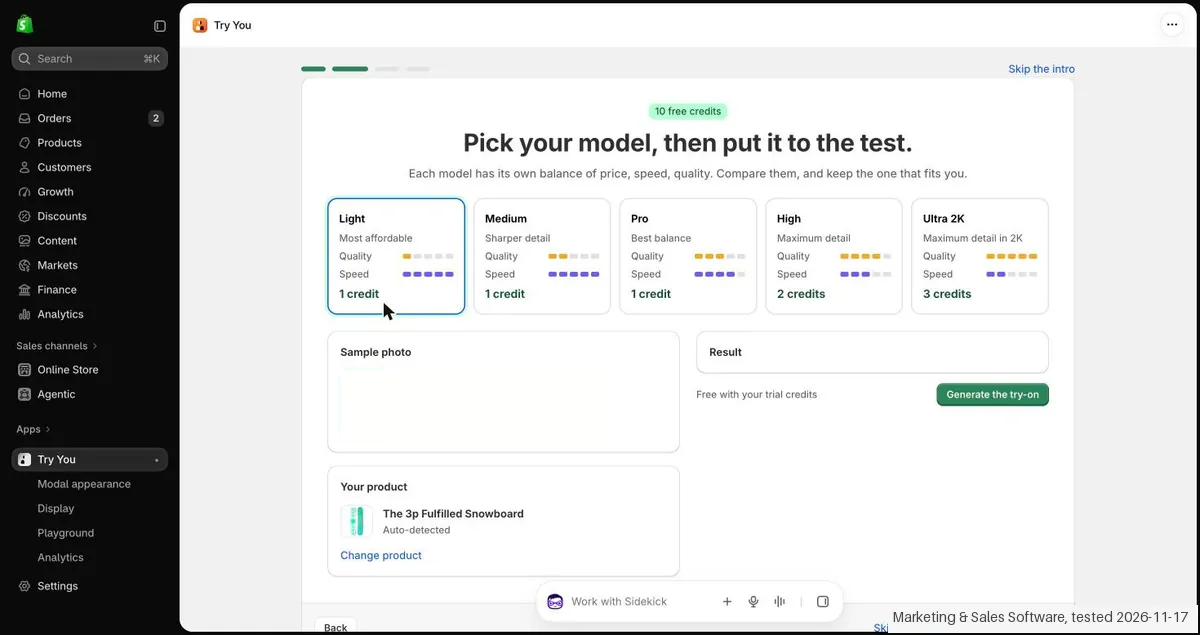 Search ⌘K
Home
Orders 2
Products
Customers
Growth
Discounts
Content
Markets
Finance
Analytics
Sales channels
Online Store
Agentic
Apps
Try You
Modal appearance
Display
Playground
Analytics
Settings
Try You
Skip the intro
10 free credits
Pick your model, then put it to the test.
Each model has its own balance of price, speed, quality. Compare them, and keep the one that fits you.
Light
Most affordable
Quality
Speed
1 credit
Medium
Sharper detail
Quality
Speed
1 credit
Pro
Best balance
Quality
Speed
1 credit
High
Maximum detail
Quality
Speed
2 credits
Ultra 2K
Maximum detail in 2K
Quality
Speed
3 credits
Sample photo
Result
Free with your trial credits
Generate the try-on
Your product
The 3p Fulfilled Snowboard
Auto-detected
Change product
Work with Sidekick
Back
Marketing & Sales Software, tested 2026-11-17